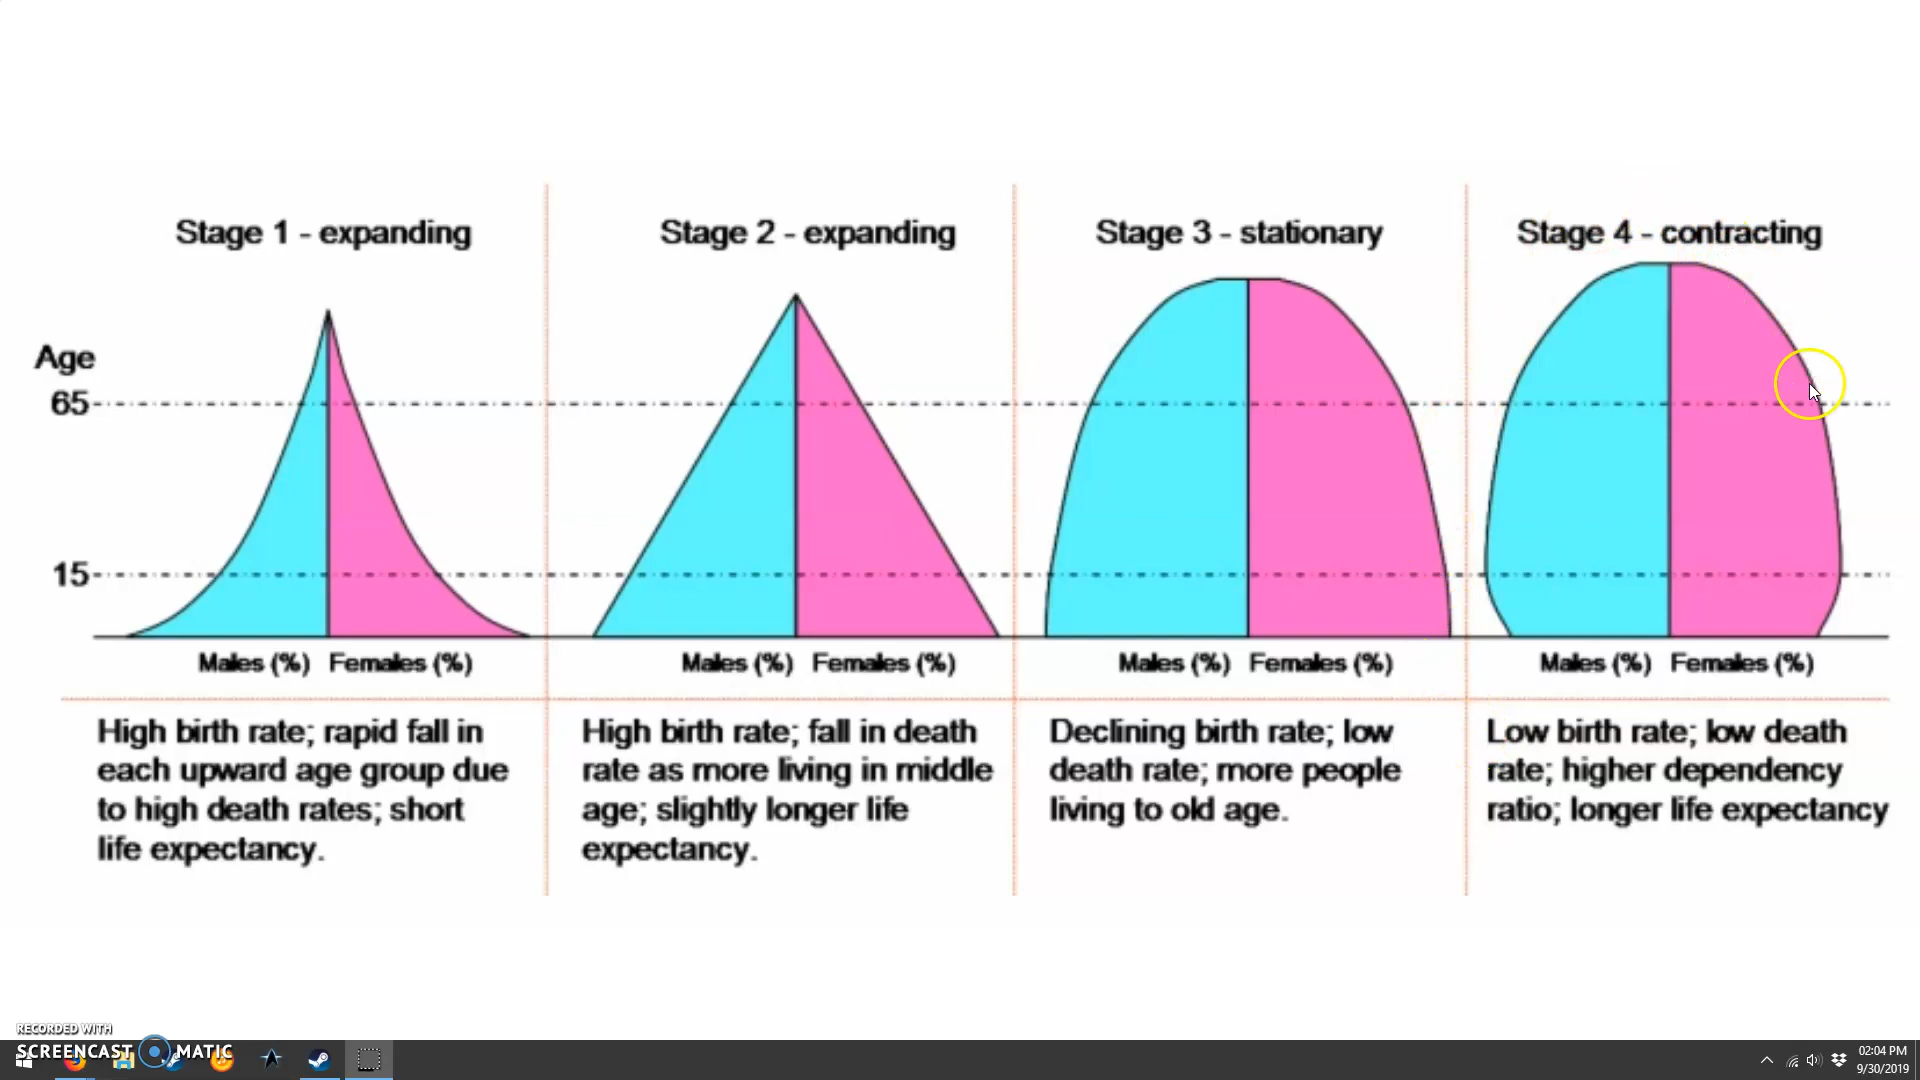 Stage 1 - expanding
Stage 2 - expanding
Stage 3 - stationary
Stage 4 - contracting
Age
65
15
Males (%) Females (%)
Males (%) Females (%)
Males (%) Females (%)
Males (%) Females (%)
High birth rate; rapid fall in
each upward age group due
to high death rates; short
life expectancy.
High birth rate; fall in death
rate as more living in middle
age; slightly longer life
expectancy.
Declining birth rate; low
death rate; more people
living to old age.
Low birth rate; low death
rate; higher dependency
ratio; longer life expectancy
RECORDED WITH
SCREENCAST MATIC
02:04 PM
9/30/2019